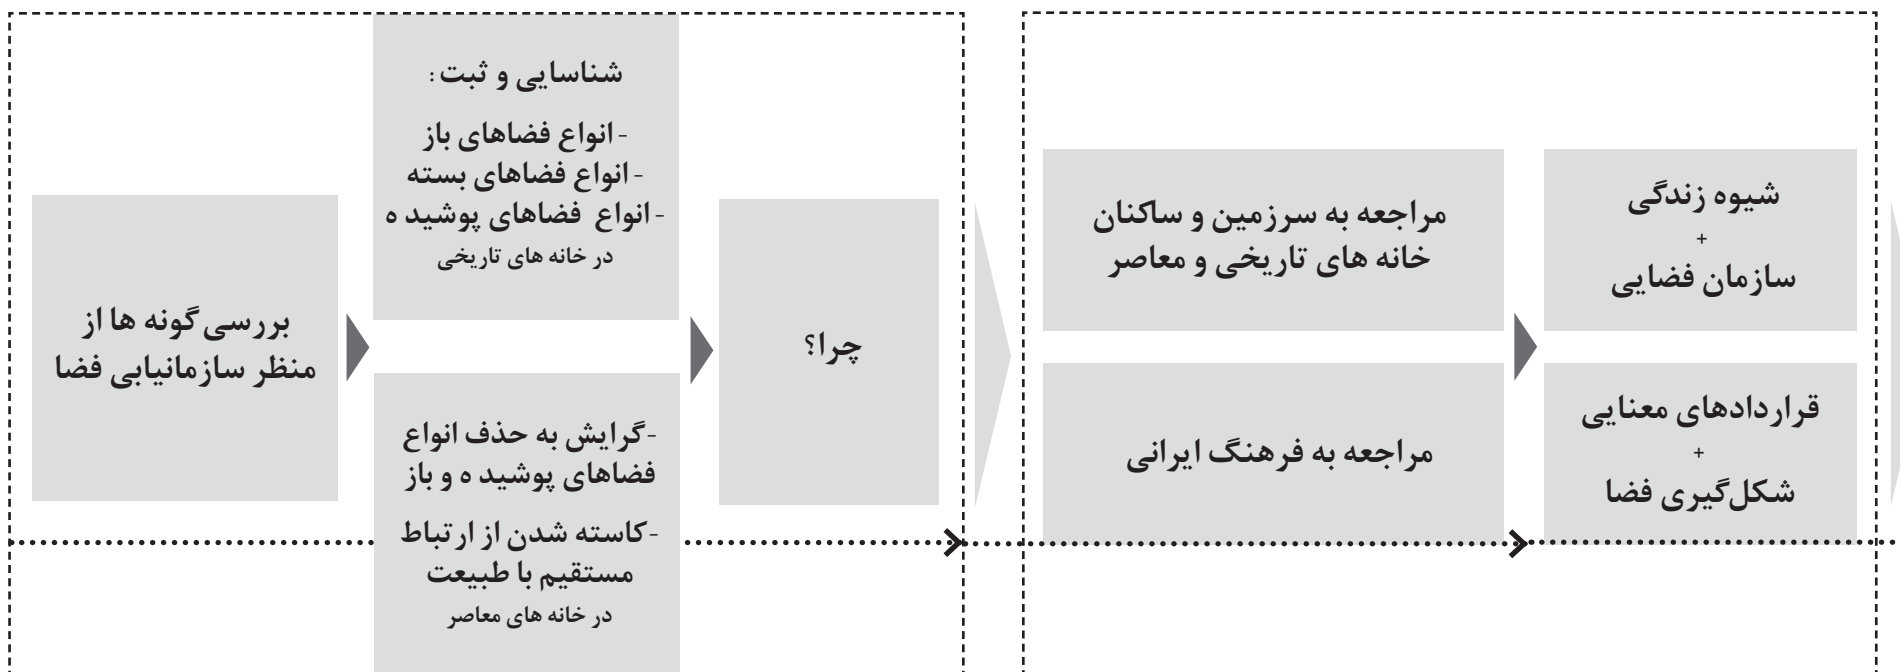 بررسی گونه ها از
منظر سازمانیابی فضا
شناسایی و ثبت :
- انواع فضاهای باز
- انواع فضاهای بسته
- انواع فضاهای پوشید ه
در خانه های تاریخی
-گرایش به حذف انواع
فضاهای پوشید ه و باز
-کاسته شدن از ارتباط
مستقیم با طبیعت
در خانه های معاصر
چرا؟
مراجعه به سرزمین و ساکنان
خانه های تاریخی و معاصر
مراجعه به فرهنگ ایرانی
شیوه زندگی
+
سازمان فضایی
قراردادهای معنایی
+
شکل‌گیری فضا